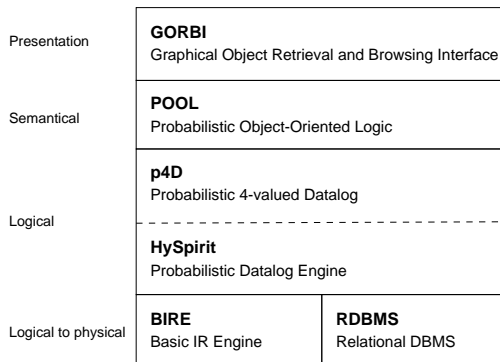 Presentation
GORBI
Graphical Object Retrieval and Browsing Interface
Semantical
POOL
Probabilistic Object-Oriented Logic
Logical
p4D
Probabilistic 4-valued Datalog
HySpirit
Probabilistic Datalog Engine
Logical to physical
BIRE
Basic IR Engine
RDBMS
Relational DBMS